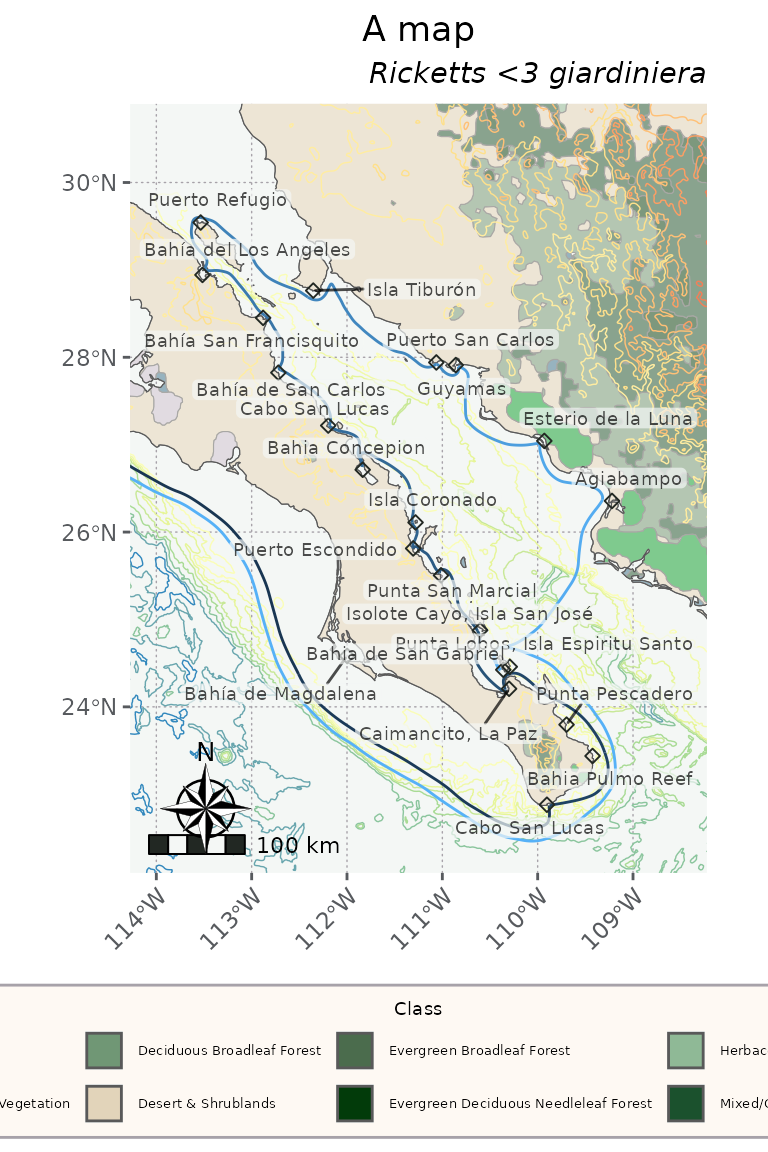 A map
Ricketts <3 giardiniera
30°N
28°N
26°N
24°N
Puerto Refugio
Bahía del Los Angeles
Isla Tiburón
Bahía San Francisquito
Puerto San Carlos
Bahía de San Carlos
Guyamas
Cabo San Lucas
Esterio de la Luna
Bahia Concepion
Agiabampo
Isla Coronado
Puerto Escondido
Punta San Marcial
Isolote Cayo, Isla San José
Punta Lobos, Isla Espiritu Santo
Bahia de San Gabriel
Bahía de Magdalena
Punta Pescadero
Caimancito, La Paz
Bahia Pulmo Reef
Cabo San Lucas
N
100 km
114°W
113°W
112°W
111°W
110°W
109°W
Class
Deciduous Broadleaf Forest
Evergreen Broadleaf Forest
Herbac
Vegetation
Desert & Shrublands
Evergreen Deciduous Needleleaf Forest
Mixed/